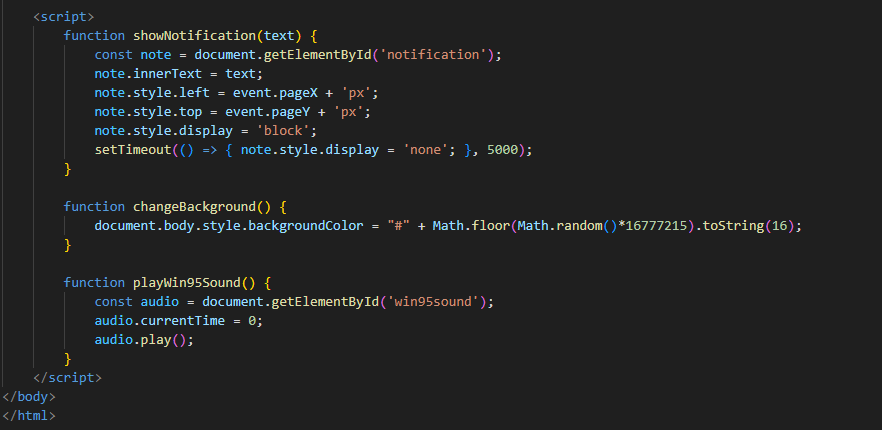 <script>
function showNotification(text) {
const note = document.getElementById('notification');
note.innerText = text;
note.style.left = event.pageX + 'px';
note.style.top = event.pageY + 'px';
note.style.display = 'block';
setTimeout(() => { note.style.display = 'none'; }, 5000);
}
function changeBackground() {
document.body.style.backgroundColor = "#" + Math.floor(Math.random()*16777215).toString(16);
}
function playWin95Sound() {
const audio = document.getElementById('win95sound');
audio.currentTime = 0;
audio.play();
}
</script>
</body>
</html>